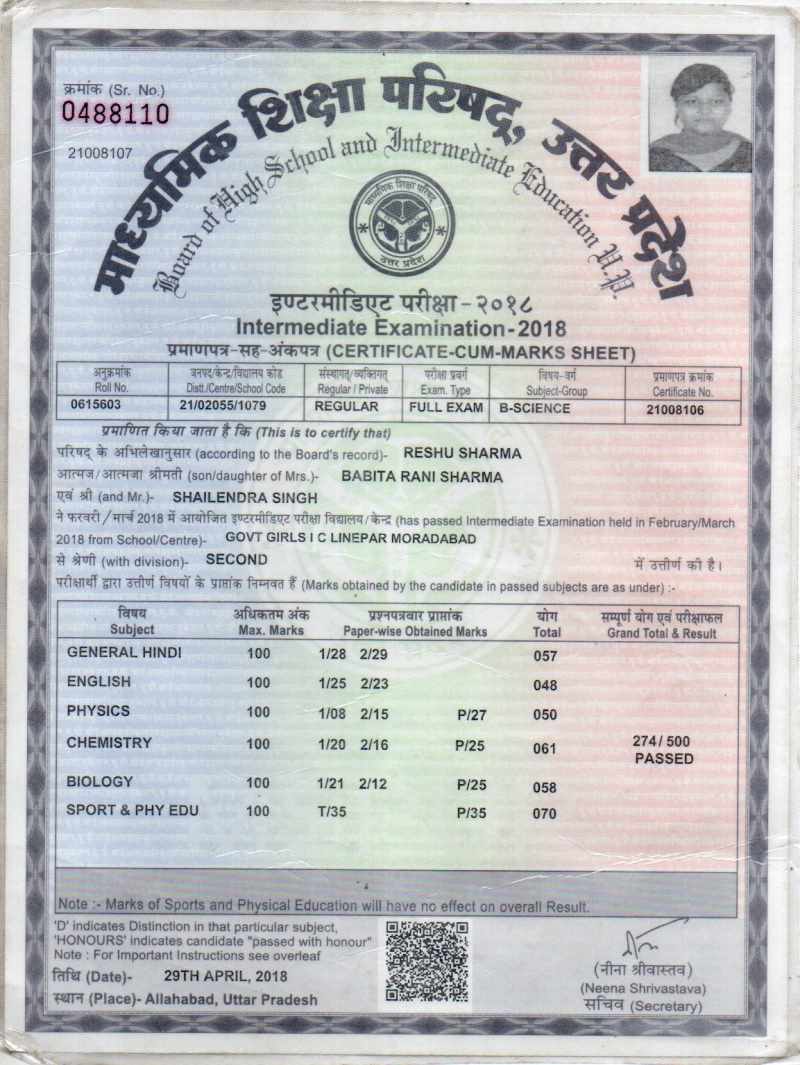 क्रमांक (Sr. No.)
0488110
21008107
माध्यमिक शिक्षा परिषद्, उत्तर प्रदेश
Board of High School and Intermediate Education U.P.
माध्यमिक शिक्षा परिषद्
उत्तर प्रदेश
इण्टरमीडिएट परीक्षा-२०१८
Intermediate Examination-2018
प्रमाणपत्र-सह-अंकपत्र (CERTIFICATE-CUM-MARKS SHEET)
अनुक्रमांक जनपद/केन्द्र/विद्यालय कोड संस्थागत/व्यक्तिगत परीक्षा प्रवर्ग विषय-वर्ग प्रमाणपत्र क्रमांक
Roll No. Distt./Centre/School Code Regular / Private Exam. Type Subject-Group Certificate No.
0615603 21/02055/1079 REGULAR FULL EXAM B-SCIENCE 21008106
प्रमाणित किया जाता है कि (This is to certify that)
परिषद् के अभिलेखानुसार (according to the Board's record)- RESHU SHARMA
आत्मज/आत्मजा श्रीमती (son/daughter of Mrs.)- BABITA RANI SHARMA
एवं श्री (and Mr.)- SHAILENDRA SINGH
ने फरवरी/मार्च 2018 में आयोजित इण्टरमीडिएट परीक्षा विद्यालय/केन्द्र (has passed Intermediate Examination held in February/March
2018 from School/Centre)- GOVT GIRLS I C LINEPAR MORADABAD
से श्रेणी (with division)- SECOND में उत्तीर्ण की है।
परीक्षार्थी द्वारा उत्तीर्ण विषयों के प्राप्तांक निम्नवत हैं (Marks obtained by the candidate in passed subjects are as under) :-
विषय अधिकतम अंक प्रश्नपत्रवार प्राप्तांक योग सम्पूर्ण योग एवं परीक्षाफल
Subject Max. Marks Paper-wise Obtained Marks Total Grand Total & Result
GENERAL HINDI 100 1/28 2/29 057
ENGLISH 100 1/25 2/23 048
PHYSICS 100 1/08 2/15 P/27 050
CHEMISTRY 100 1/20 2/16 P/25 061 274/500
PASSED
BIOLOGY 100 1/21 2/12 P/25 058
SPORT & PHY EDU 100 T/35 P/35 070
Note :- Marks of Sports and Physical Education will have no effect on overall Result.
'D' indicates Distinction in that particular subject,
'HONOURS' indicates candidate "passed with honour"
Note : For Important Instructions see overleaf
तिथि (Date)- 29TH APRIL, 2018
स्थान (Place)- Allahabad, Uttar Pradesh
(नीना श्रीवास्तव)
(Neena Shrivastava)
सचिव (Secretary)